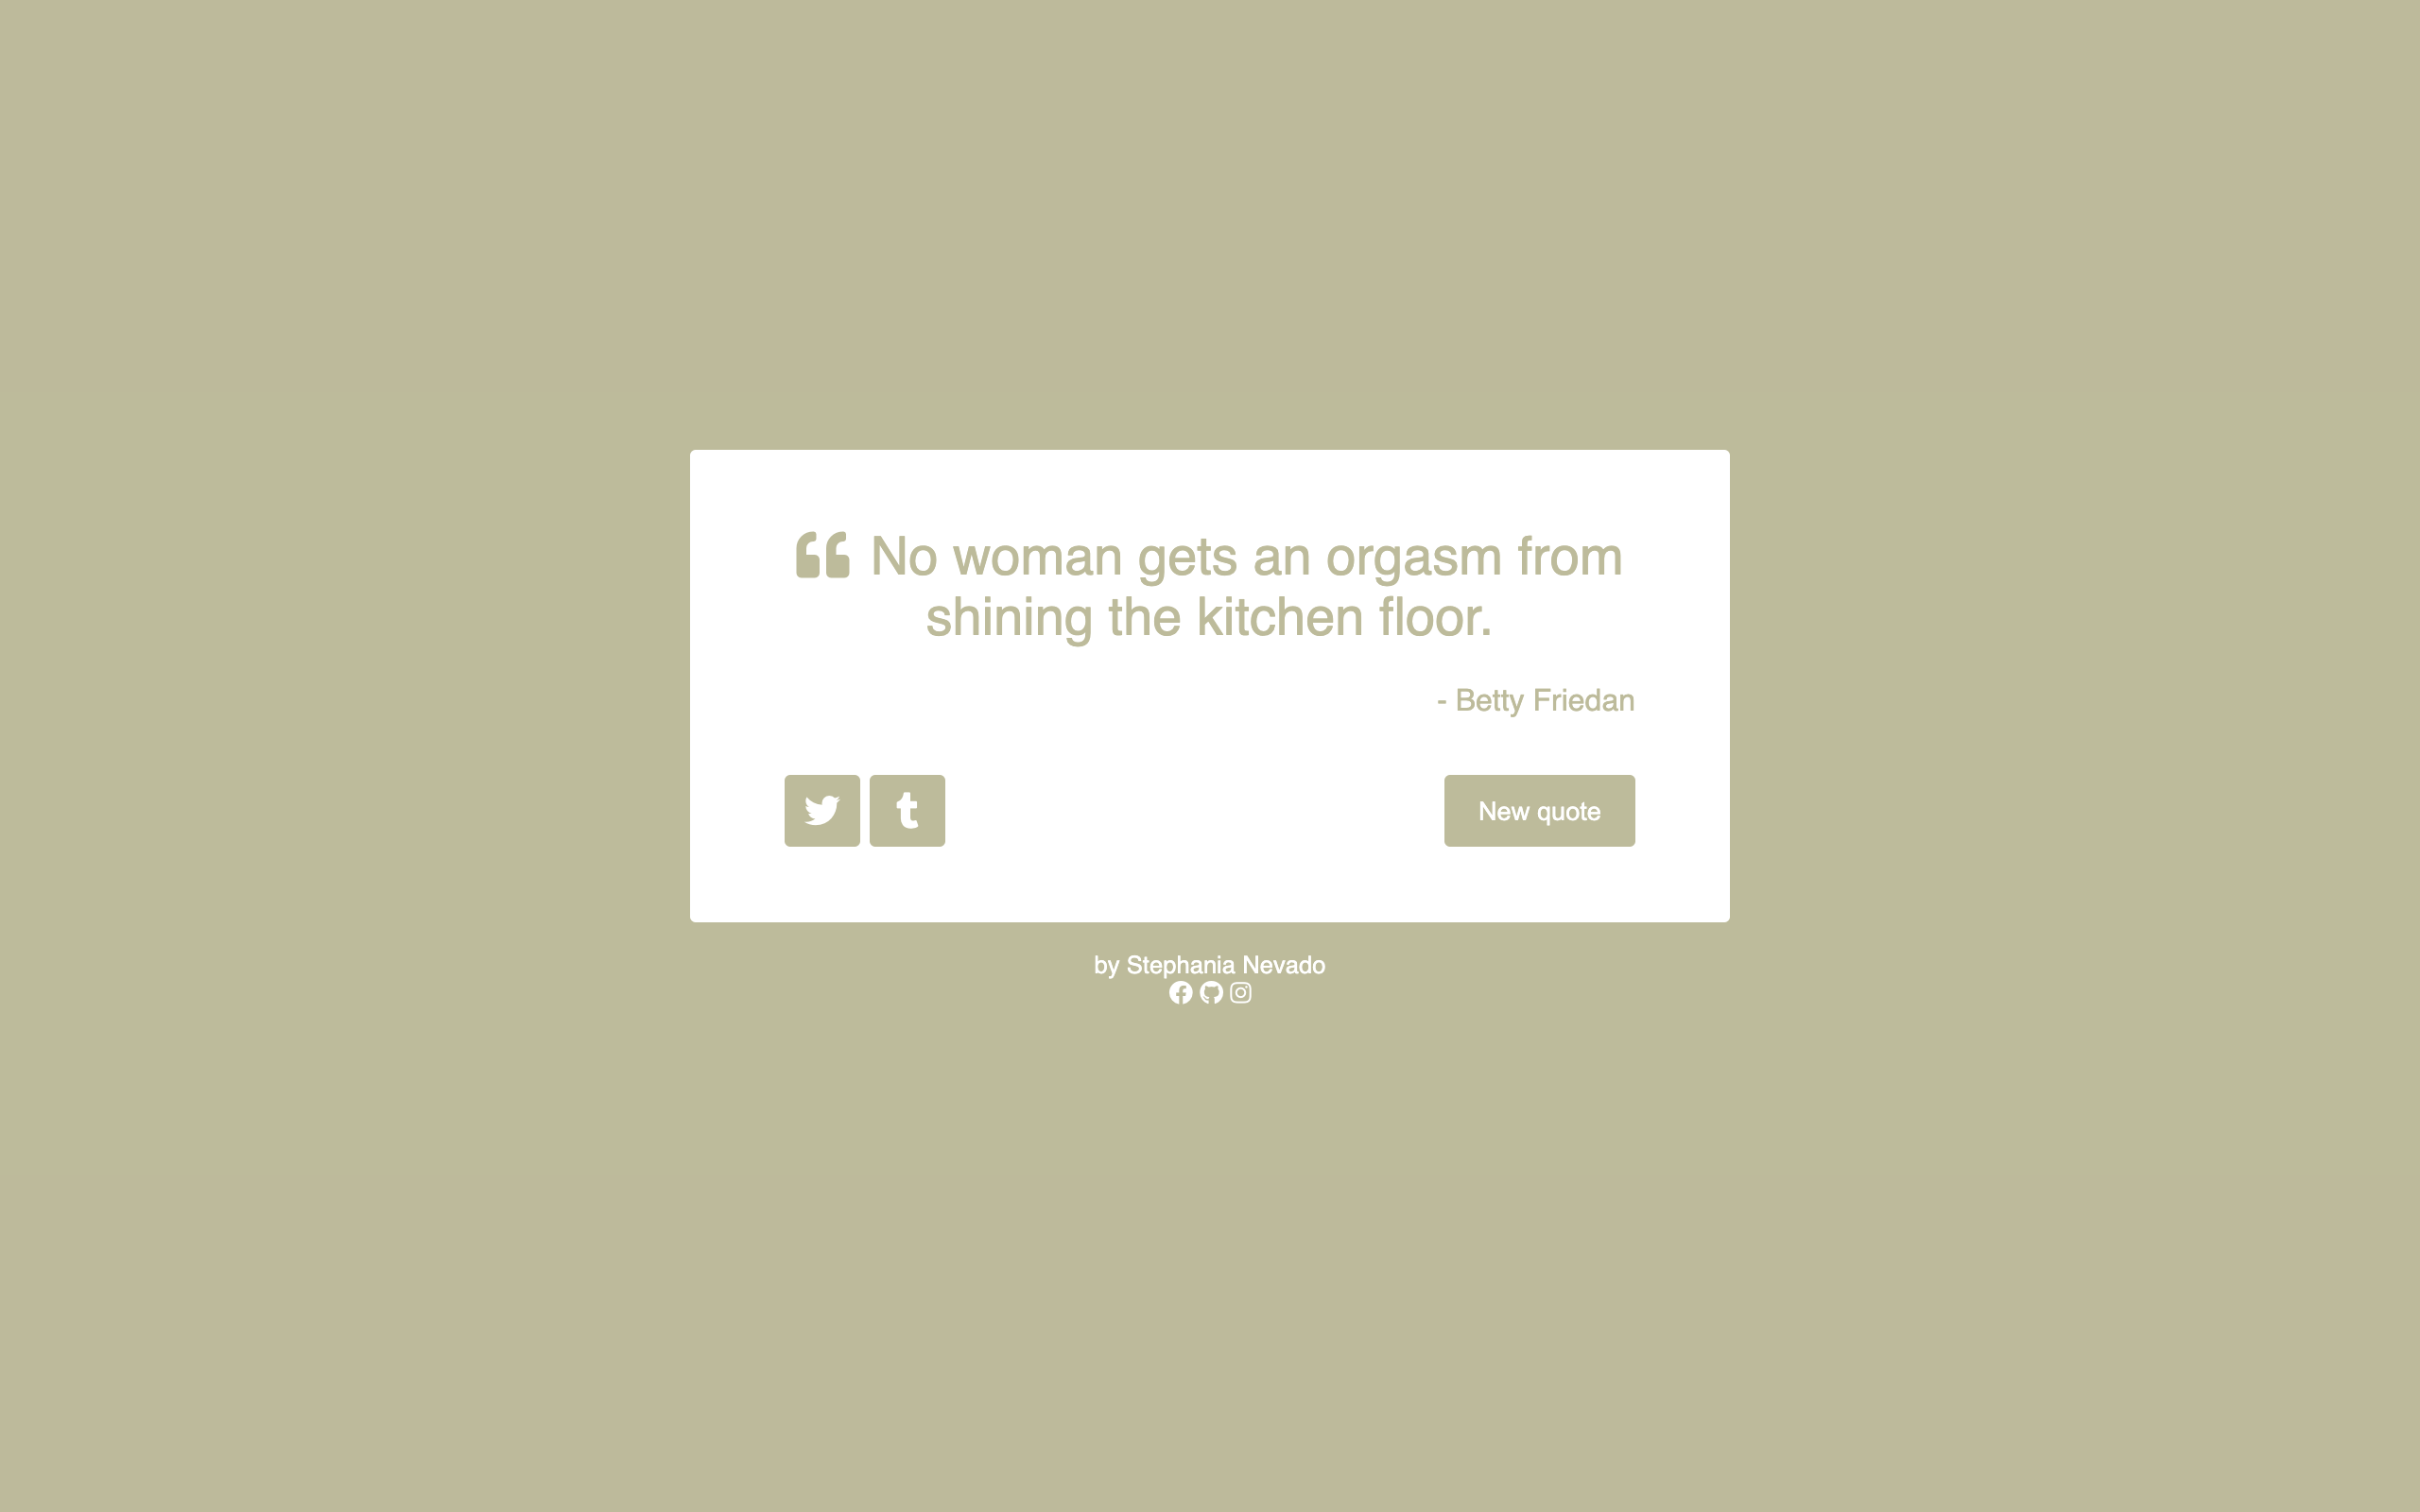 “ No woman gets an orgasm from
shining the kitchen floor.
- Betty Friedan
New quote
by Stephania Nevado